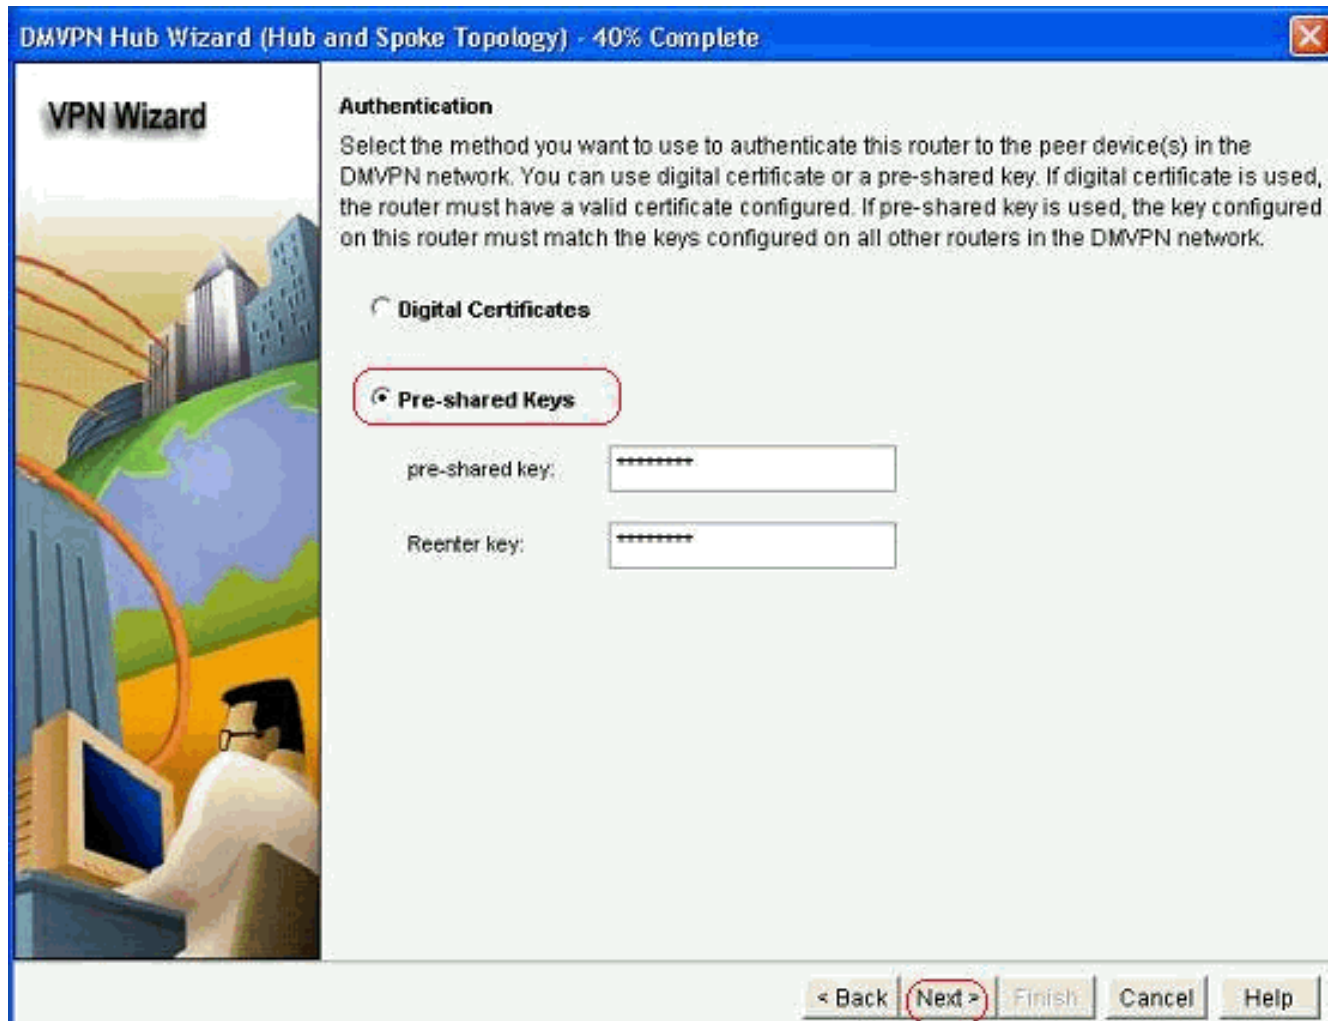 DMVPN Hub Wizard (Hub and Spoke Topology) - 40% Complete
VPN Wizard
Authentication
Select the method you want to use to authenticate this router to the peer device(s) in the
DMVPN network. You can use digital certificate or a pre-shared key. If digital certificate is used,
the router must have a valid certificate configured. If pre-shared key is used, the key configured
on this router must match the keys configured on all other routers in the DMVPN network.
Digital Certificates
Pre-shared Keys
pre-shared key: ********
Reenter key: ********
< Back Next > Finish Cancel Help